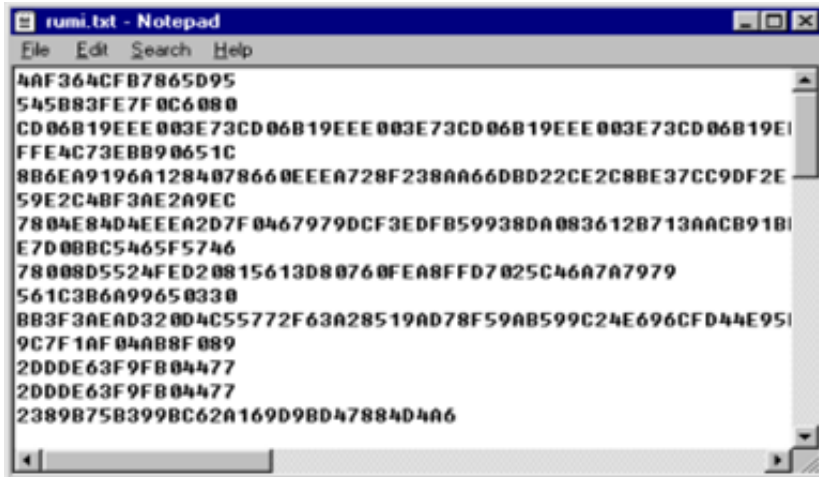 rumi.txt - Notepad
File Edit Search Help
4AF364CFB7865D95
545B83FE7F0C6080
CD06B19EEE003E73CD06B19EEE003E73CD06B19EEE003E73CD06B19E
FFE4C73EBB90651C
8B6EA9196A1284078660EEEA728F238AA66DBD22CE2C8BE37CC9DF2E
59E2C4BF3AE2A9EC
7804E84D4EEEA2D7F0467979DCF3EDFB59938DA083612B713AACB91B
E7D0BBC5465F5746
78008D5524FED20815613D80760FEA8FFD7025C46A7A7979
561C3B6A99650330
BB3F3AEAD320D4C55772F63A28519AD78F59AB599C24E696CFD44E95
9C7F1AF04AB8F089
2DDDE63F9FB04477
2DDDE63F9FB04477
2389B75B399BC62A169D9BD47884D4A6